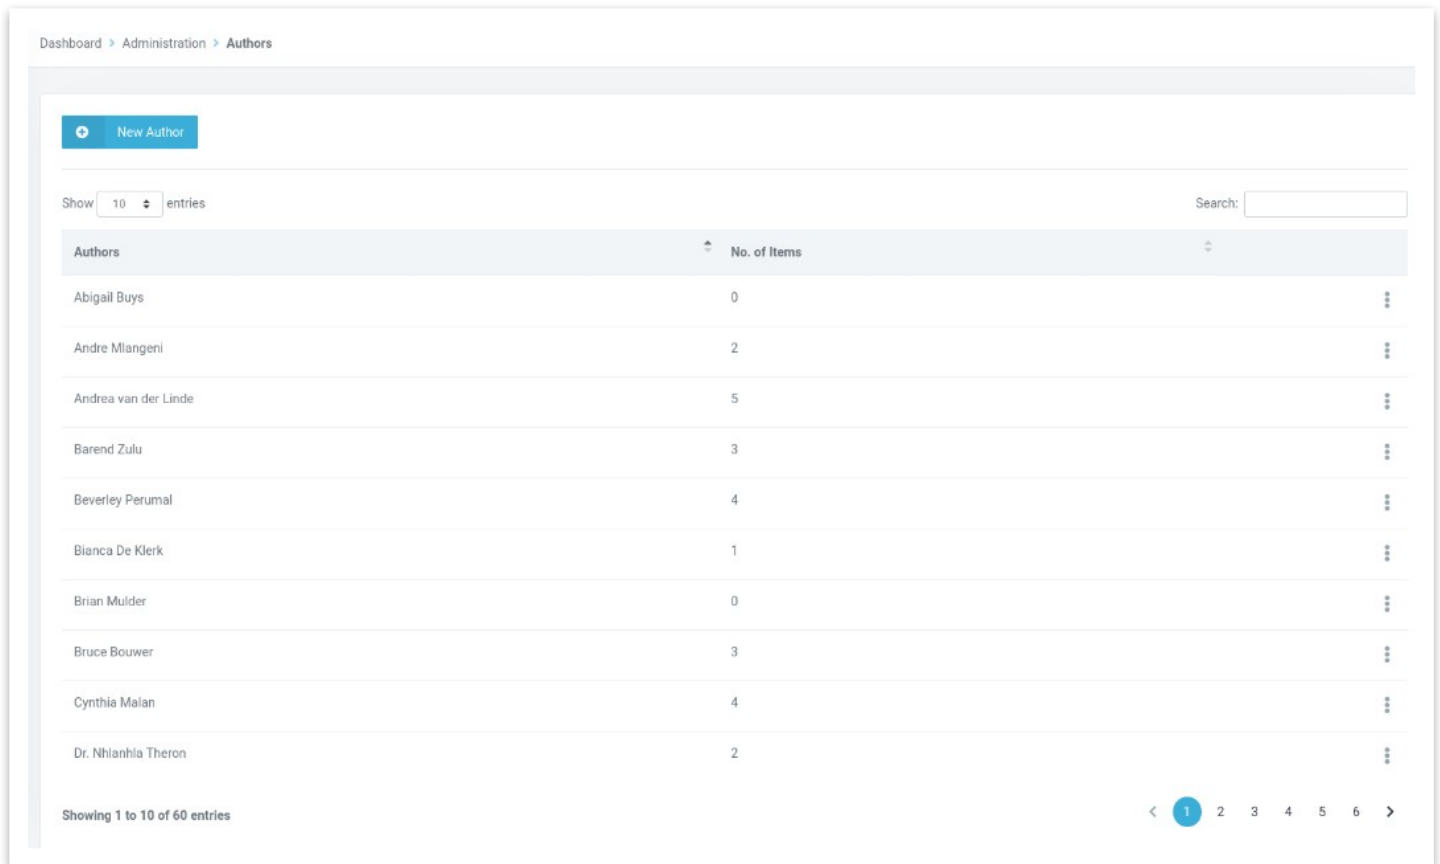 Dashboard > Administration > Authors
New Author
Show 10 entries Search:
Authors No. of Items
Abigail Buys 0
Andre Mlangeni 2
Andrea van der Linde 5
Barend Zulu 3
Beverley Perumal 4
Bianca De Klerk 1
Brian Mulder 0
Bruce Bouwer 3
Cynthia Malan 4
Dr. Nhlanhla Theron 2
Showing 1 to 10 of 60 entries < 1 2 3 4 5 6 >